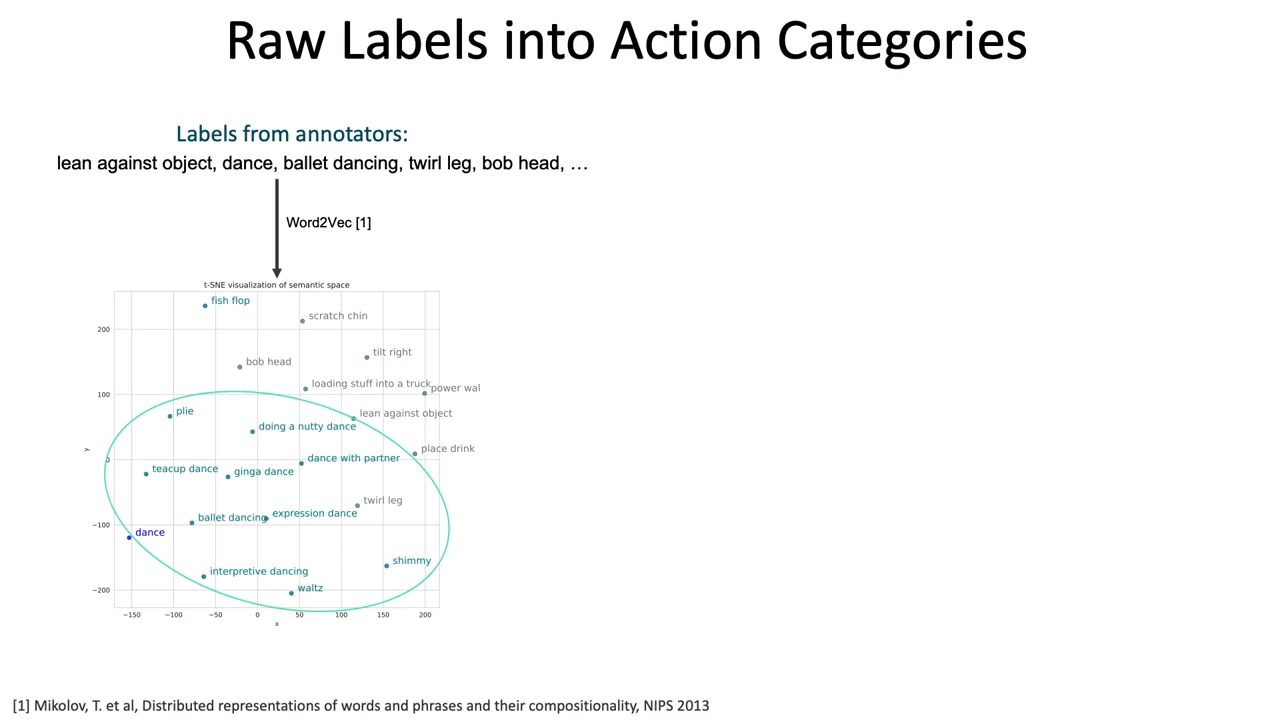 Raw Labels into Action Categories
Labels from annotators:
lean against object, dance, ballet dancing, twirl leg, bob head, …
Word2Vec [1]
t-SNE visualization of semantic space
fish flop
scratch chin
200
tilt right
bob head
loading stuff into a truck
power wal
100
plie
lean against object
doing a nutty dance
place drink
y
0
dance with partner
teacup dance
ginga dance
twirl leg
expression dance
ballet dancing
−100
dance
shimmy
interpretive dancing
waltz
−200
−150 −100 −50 0 50 100 150 200
x
[1] Mikolov, T. et al, Distributed representations of words and phrases and their compositionality, NIPS 2013